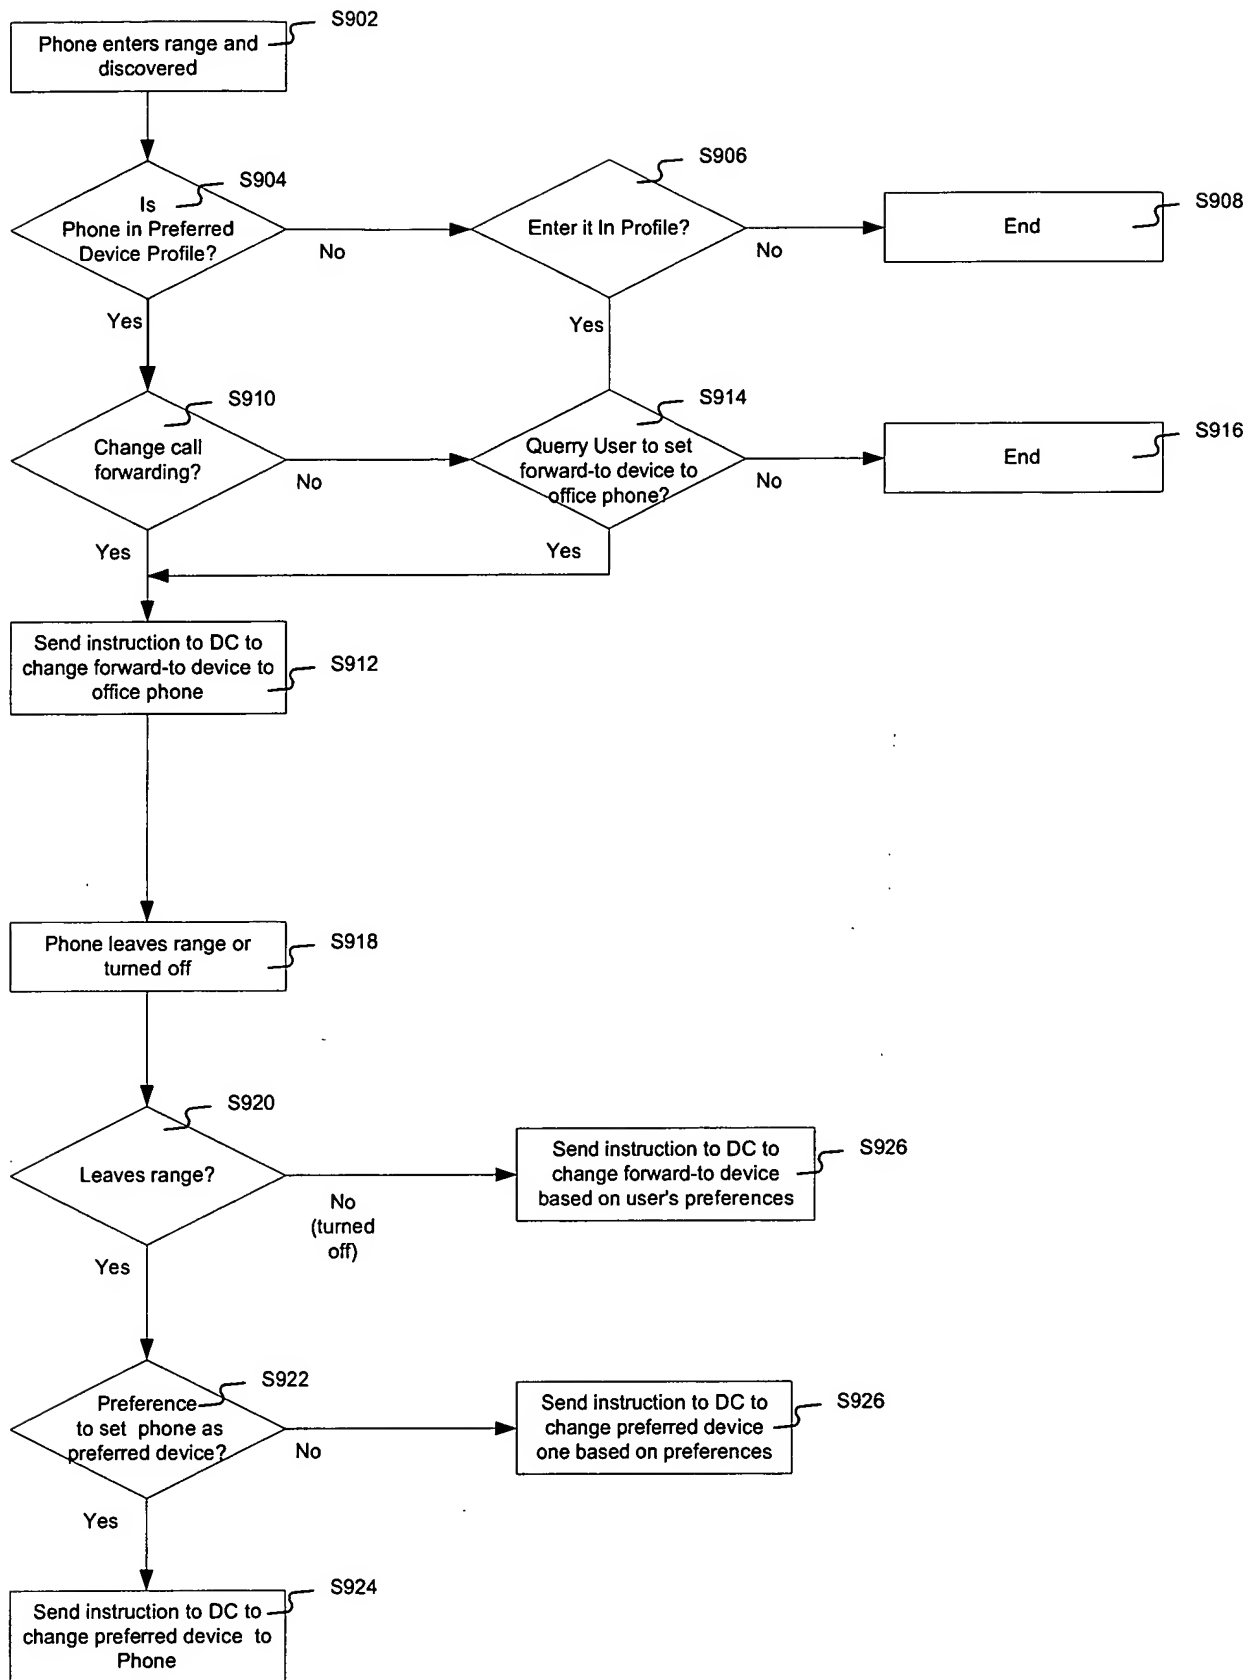 S902
Phone enters range and
discovered
S904
Is
Phone in Preferred
Device Profile?
No
Yes
S906
Enter it In Profile?
No
Yes
S908
End
S910
Change call
forwarding?
No
Yes
S914
Querry User to set
forward-to device to
office phone?
No
Yes
S916
End
Send instruction to DC to
change forward-to device to
office phone
S912
Phone leaves range or
turned off
S918
S920
Leaves range?
No
(turned
off)
Yes
Send instruction to DC to
change forward-to device
based on user's preferences
S926
S922
Preference
to set phone as
preferred device?
No
Yes
Send instruction to DC to
change preferred device
one based on preferences
S926
S924
Send instruction to DC to
change preferred device to
Phone